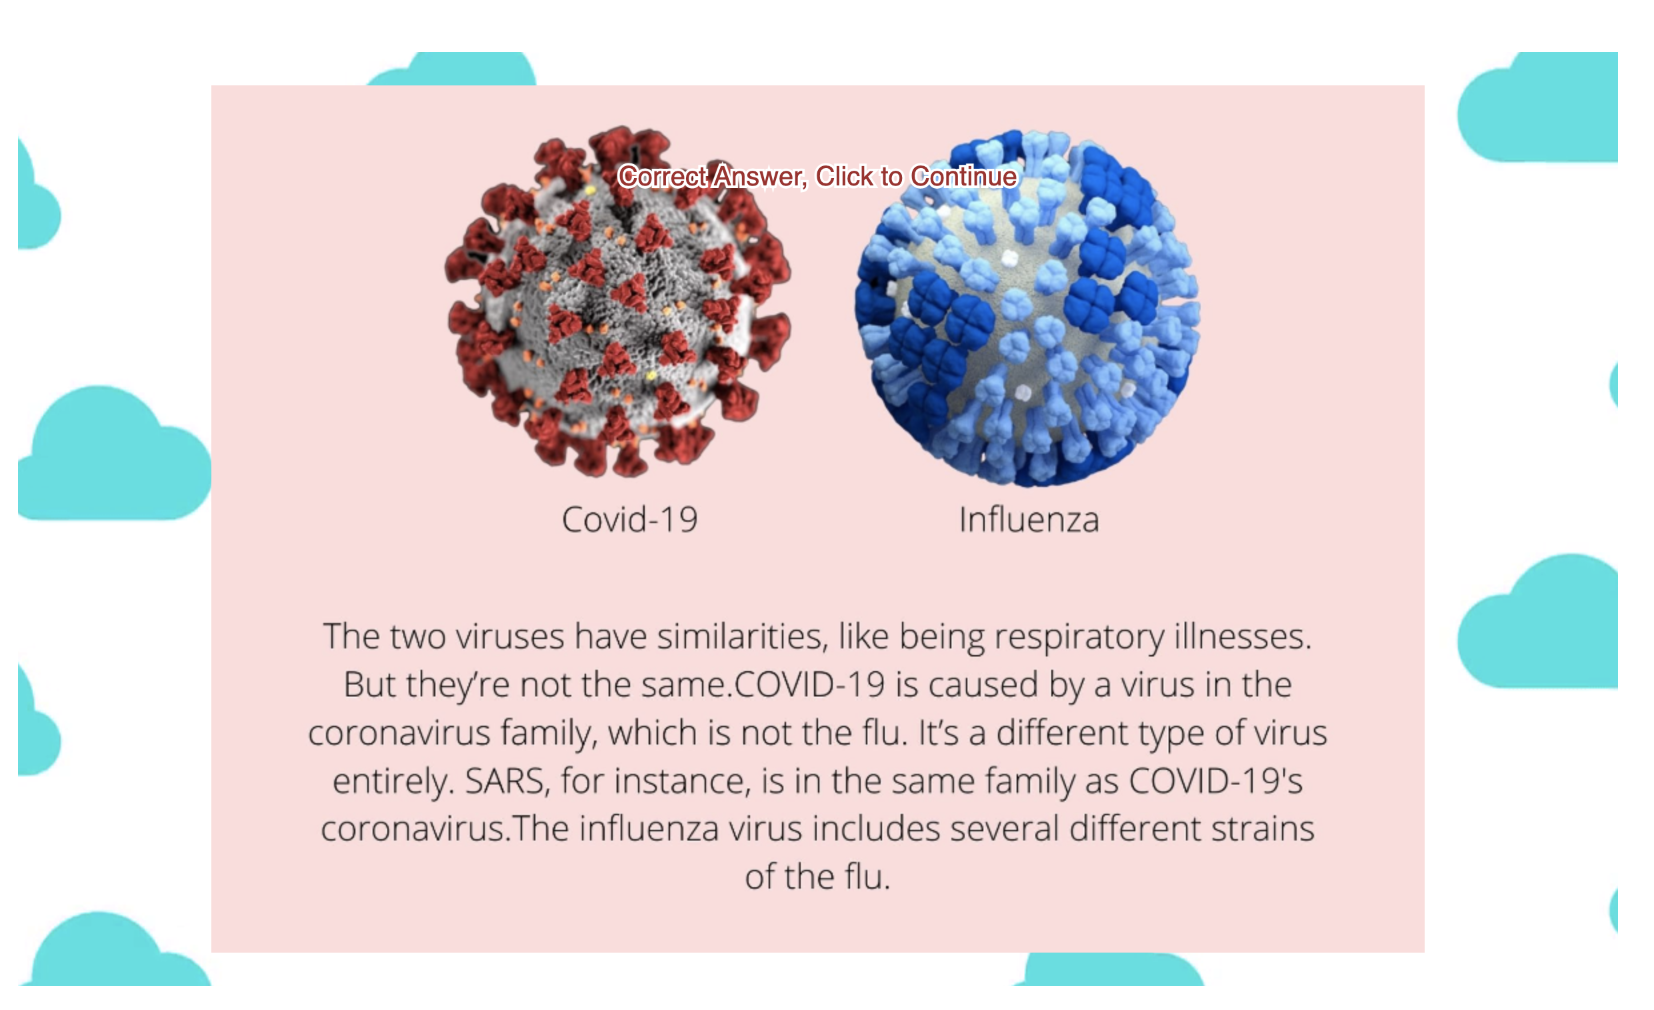 Correct Answer, Click to Continue
Covid-19
Influenza
The two viruses have similarities, like being respiratory illnesses.
But they’re not the same.COVID-19 is caused by a virus in the
coronavirus family, which is not the flu. It’s a different type of virus
entirely. SARS, for instance, is in the same family as COVID-19's
coronavirus.The influenza virus includes several different strains
of the flu.